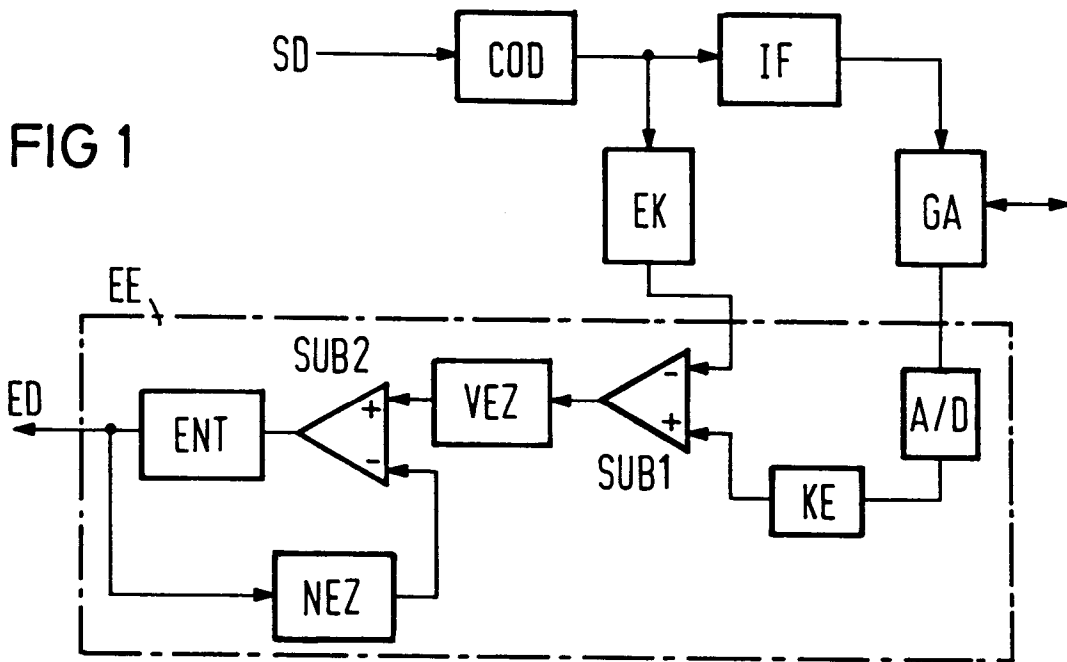 SD
COD
IF
FIG 1
EK
GA
EE
SUB2
ED
ENT
+
-
VEZ
-
+
SUB1
A/D
KE
NEZ